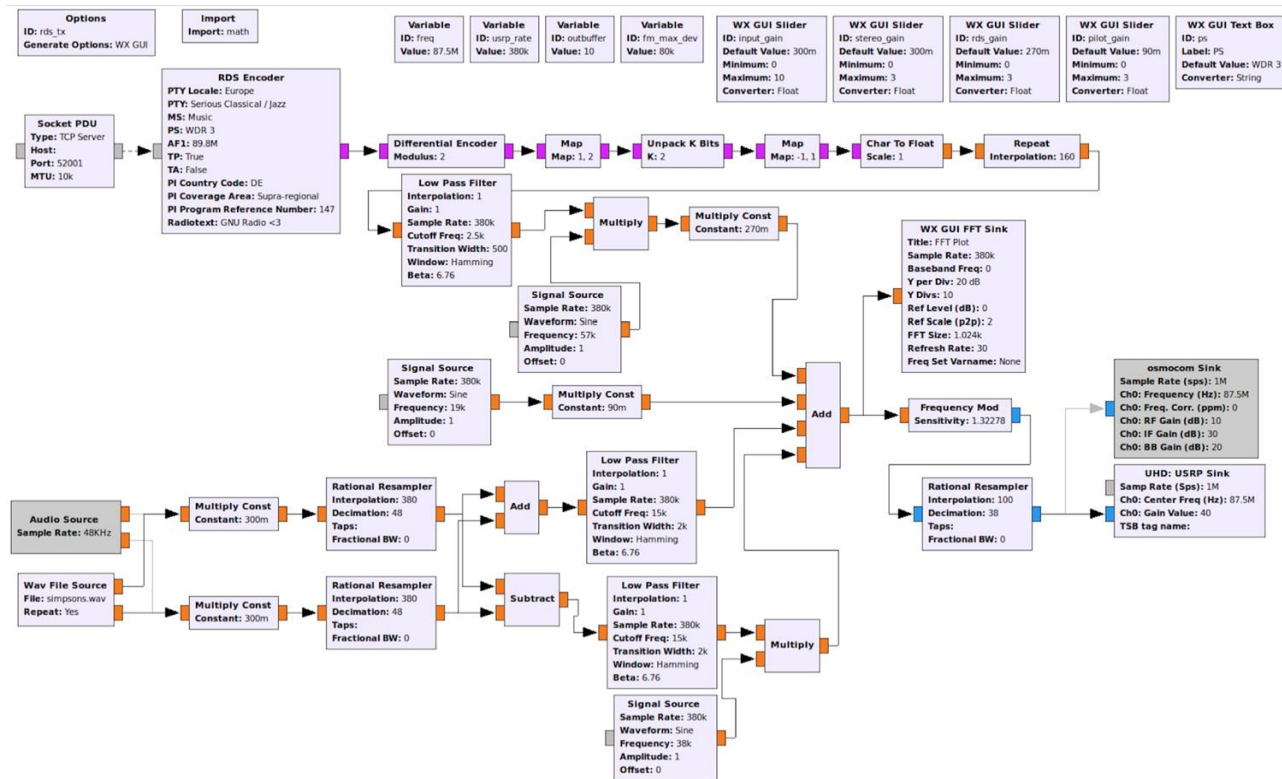 Options
ID: rds_tx
Generate Options: WX GUI
Import
Import: math
Variable
ID: freq
Value: 87.5M
Variable
ID: usrp_rate
Value: 380k
Variable
ID: outbuffer
Value: 10
Variable
ID: fm_max_dev
Value: 80k
WX GUI Slider
ID: input_gain
Default Value: 300m
Minimum: 0
Maximum: 10
Converter: Float
WX GUI Slider
ID: stereo_gain
Default Value: 300m
Minimum: 0
Maximum: 3
Converter: Float
WX GUI Slider
ID: rds_gain
Default Value: 270m
Minimum: 0
Maximum: 3
Converter: Float
WX GUI Slider
ID: pilot_gain
Default Value: 90m
Minimum: 0
Maximum: 3
Converter: Float
WX GUI Text Box
ID: ps
Label: PS
Default Value: WDR 3
Converter: String
Socket PDU
Type: TCP Server
Host:
Port: 52001
MTU: 10k
RDS Encoder
PTY Locale: Europe
PTY: Serious Classical / Jazz
MS: Music
PS: WDR 3
AF1: 89.8M
TP: True
TA: False
PI Country Code: DE
PI Coverage Area: Supra-regional
PI Program Reference Number: 147
Radiotext: GNU Radio <3
Differential Encoder
Modulus: 2
Map
Map: 1, 2
Unpack K Bits
K: 2
Map
Map: -1, 1
Char To Float
Scale: 1
Repeat
Interpolation: 160
Low Pass Filter
Interpolation: 1
Gain: 1
Sample Rate: 380k
Cutoff Freq: 2.5k
Transition Width: 500
Window: Hamming
Beta: 6.76
Multiply
Multiply Const
Constant: 270m
Signal Source
Sample Rate: 380k
Waveform: Sine
Frequency: 57k
Amplitude: 1
Offset: 0
WX GUI FFT Sink
Title: FFT Plot
Sample Rate: 380k
Baseband Freq: 0
Y per Div: 20 dB
Y Divs: 10
Ref Level (dB): 0
Ref Scale (p2p): 2
FFT Size: 1.024k
Refresh Rate: 30
Freq Set Varname: None
Signal Source
Sample Rate: 380k
Waveform: Sine
Frequency: 19k
Amplitude: 1
Offset: 0
Multiply Const
Constant: 90m
Add
Frequency Mod
Sensitivity: 1.32278
osmocom Sink
Sample Rate (sps): 1M
Ch0: Frequency (Hz): 87.5M
Ch0: Freq. Corr. (ppm): 0
Ch0: RF Gain (dB): 10
Ch0: IF Gain (dB): 30
Ch0: BB Gain (dB): 20
Rational Resampler
Interpolation: 100
Decimation: 38
Taps:
Fractional BW: 0
UHD: USRP Sink
Samp Rate (Sps): 1M
Ch0: Center Freq (Hz): 87.5M
Ch0: Gain Value: 40
TSB tag name:
Audio Source
Sample Rate: 48KHz
Wav File Source
File: simpsons.wav
Repeat: Yes
Multiply Const
Constant: 300m
Multiply Const
Constant: 300m
Rational Resampler
Interpolation: 380
Decimation: 48
Taps:
Fractional BW: 0
Rational Resampler
Interpolation: 380
Decimation: 48
Taps:
Fractional BW: 0
Add
Subtract
Low Pass Filter
Interpolation: 1
Gain: 1
Sample Rate: 380k
Cutoff Freq: 15k
Transition Width: 2k
Window: Hamming
Beta: 6.76
Low Pass Filter
Interpolation: 1
Gain: 1
Sample Rate: 380k
Cutoff Freq: 15k
Transition Width: 2k
Window: Hamming
Beta: 6.76
Multiply
Signal Source
Sample Rate: 380k
Waveform: Sine
Frequency: 38k
Amplitude: 1
Offset: 0